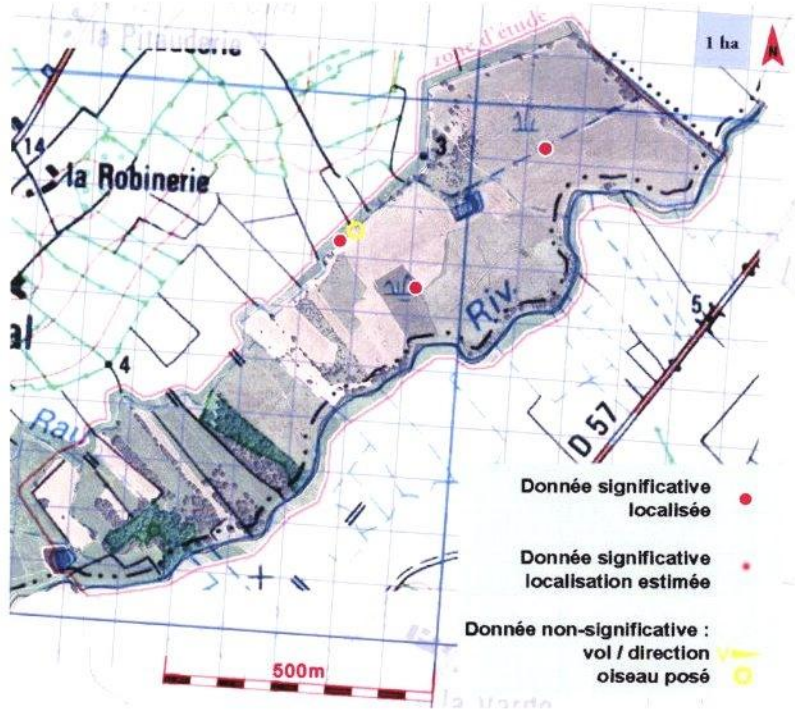 la Pitauderie
zone d'étude
1 ha
N
14
la Robinerie
3
al
4
Riv.
5
Rau
D 57
Donnée significative
localisée
Donnée significative
localisation estimée
Donnée non-significative :
vol / direction
oiseau posé
500m
la Varde